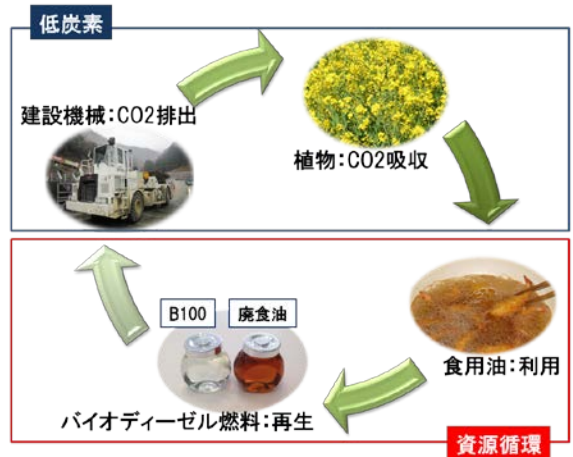 低炭素
建設機械:CO2排出
植物:CO2吸収
B100
廃食油
食用油:利用
バイオディーゼル燃料:再生
資源循環